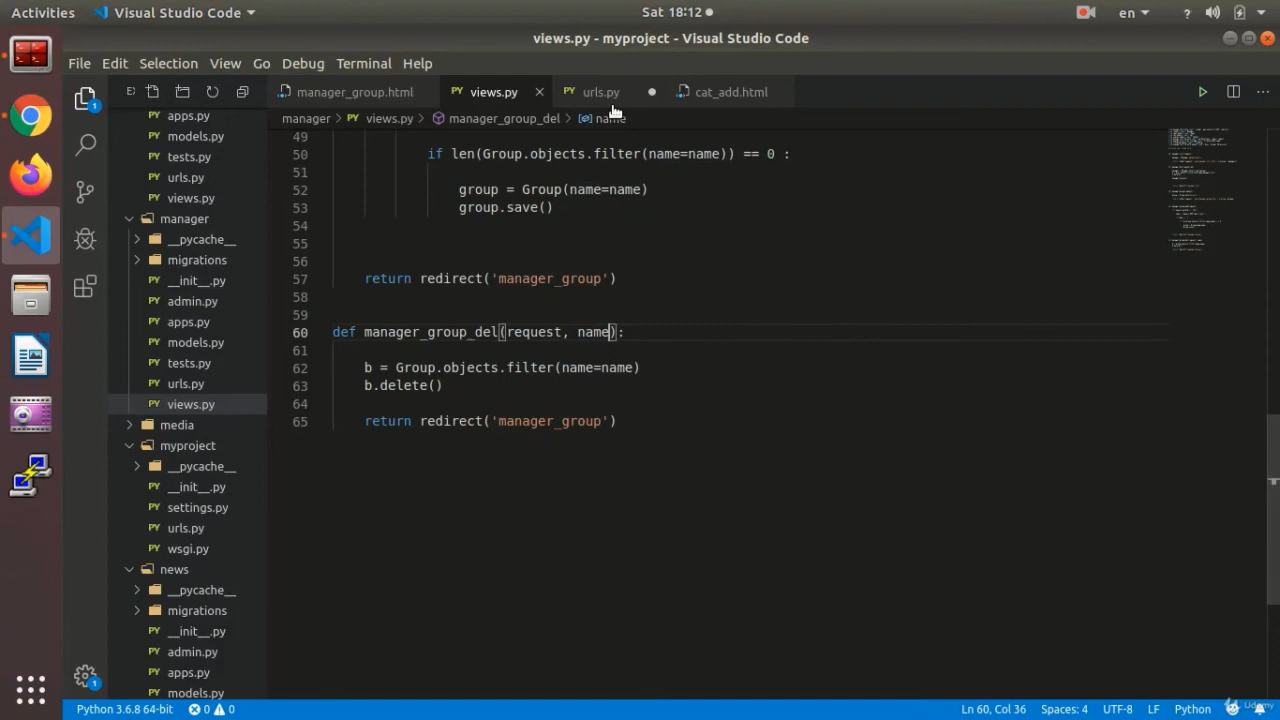 Activities
Visual Studio Code
Sat 18:12
en
views.py - myproject - Visual Studio Code
File Edit Selection View Go Debug Terminal Help
manager_group.html
views.py
urls.py
cat_add.html
manager
views.py
manager_group_del
name
apps.py
models.py
tests.py
urls.py
views.py
manager
__pycache__
migrations
__init__.py
admin.py
apps.py
models.py
tests.py
urls.py
views.py
media
myproject
__pycache__
__init__.py
settings.py
urls.py
wsgi.py
news
__pycache__
migrations
__init__.py
admin.py
apps.py
models.py
49
50 if len(Group.objects.filter(name=name)) == 0 :
51
52 group = Group(name=name)
53 group.save()
54
55
56
57 return redirect('manager_group')
58
59
60 def manager_group_del(request, name):
61
62 b = Group.objects.filter(name=name)
63 b.delete()
64
65 return redirect('manager_group')
1
1
Python 3.6.8 64-bit
0
0
Ln 60, Col 36
Spaces: 4
UTF-8
LF
Python
Udemy